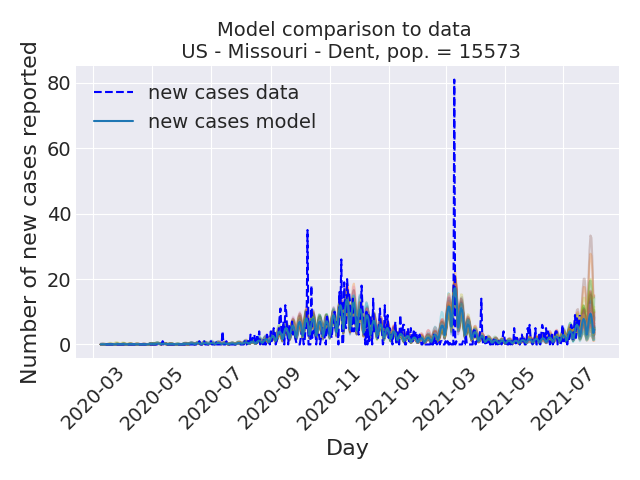 Model comparison to data
US - Missouri - Dent, pop. = 15573
Number of new cases reported
80
60
40
20
0
new cases data
new cases model
2020-03
2020-05
2020-07
2020-09
2020-11
2021-01
2021-03
2021-05
2021-07
Day